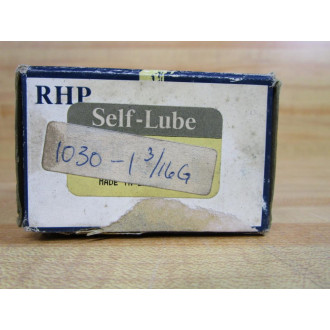 RHP
Self-Lube
1030-1 3/16G
MADE IN